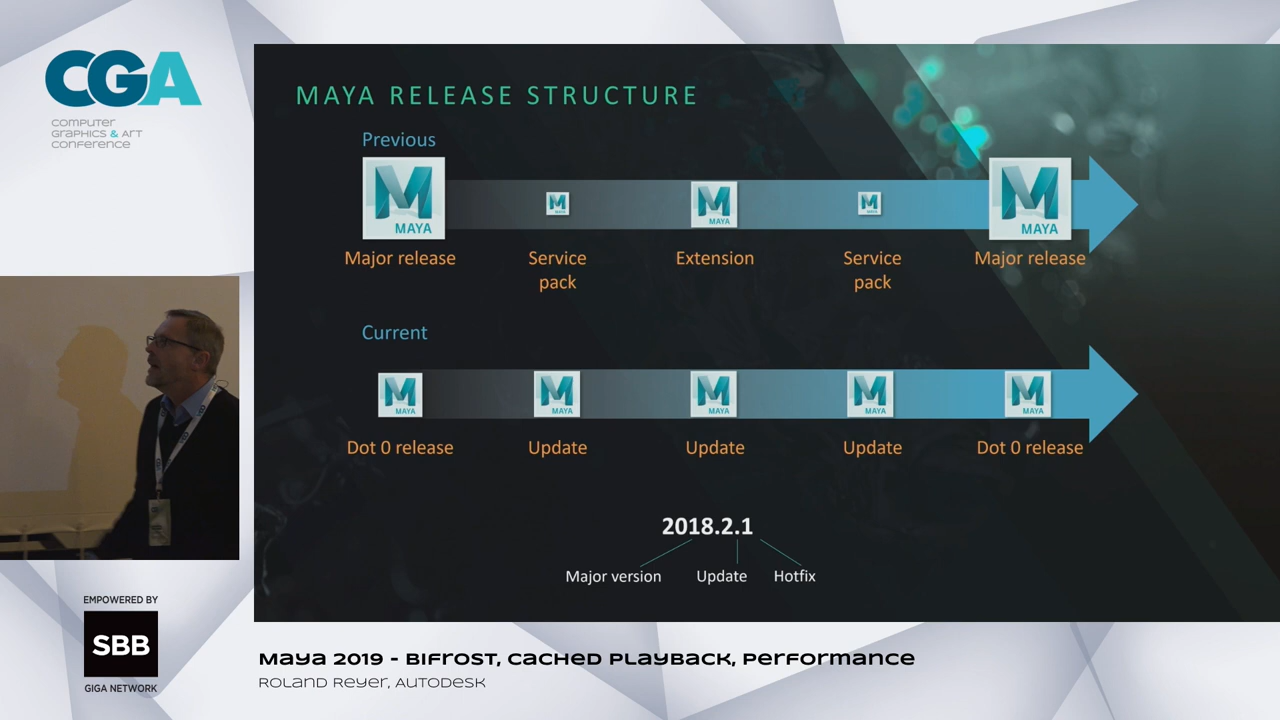 CGA
computer
graphics & art
conference
MAYA RELEASE STRUCTURE
Previous
M
MAYA
M
M
MAYA
M
M
MAYA
Major release
Service
pack
Extension
Service
pack
Major release
Current
M
MAYA
M
MAYA
M
MAYA
M
MAYA
M
MAYA
Dot 0 release
Update
Update
Update
Dot 0 release
2018.2.1
Major version
Update
Hotfix
EMPOWERED BY
SBB
GIGA NETWORK
Maya 2019 - Bifrost, Cached Playback, Performance
Roland Reyer, Autodesk